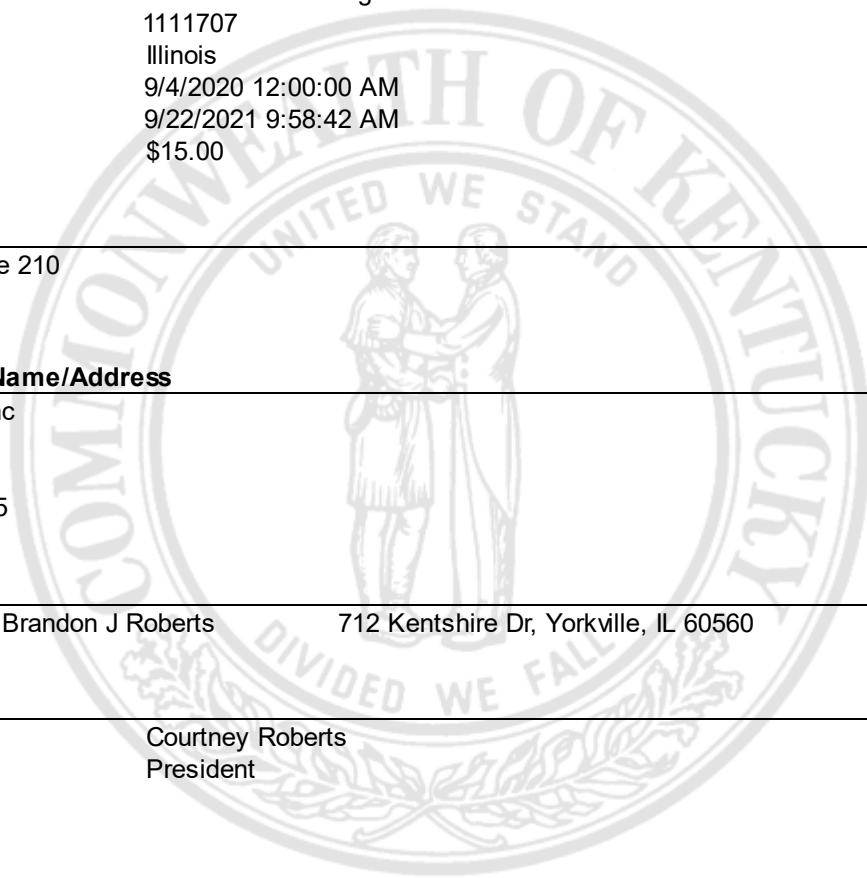 1111707
Illinois
9/4/2020 12:00:00 AM
9/22/2021 9:58:42 AM
$15.00
210
Name/Address
Brandon J Roberts 712 Kentshire Dr, Yorkville, IL 60560
Courtney Roberts
President
COMMONWEALTH OF KENTUCKY
UNITED WE STAND
DIVIDED WE FALL